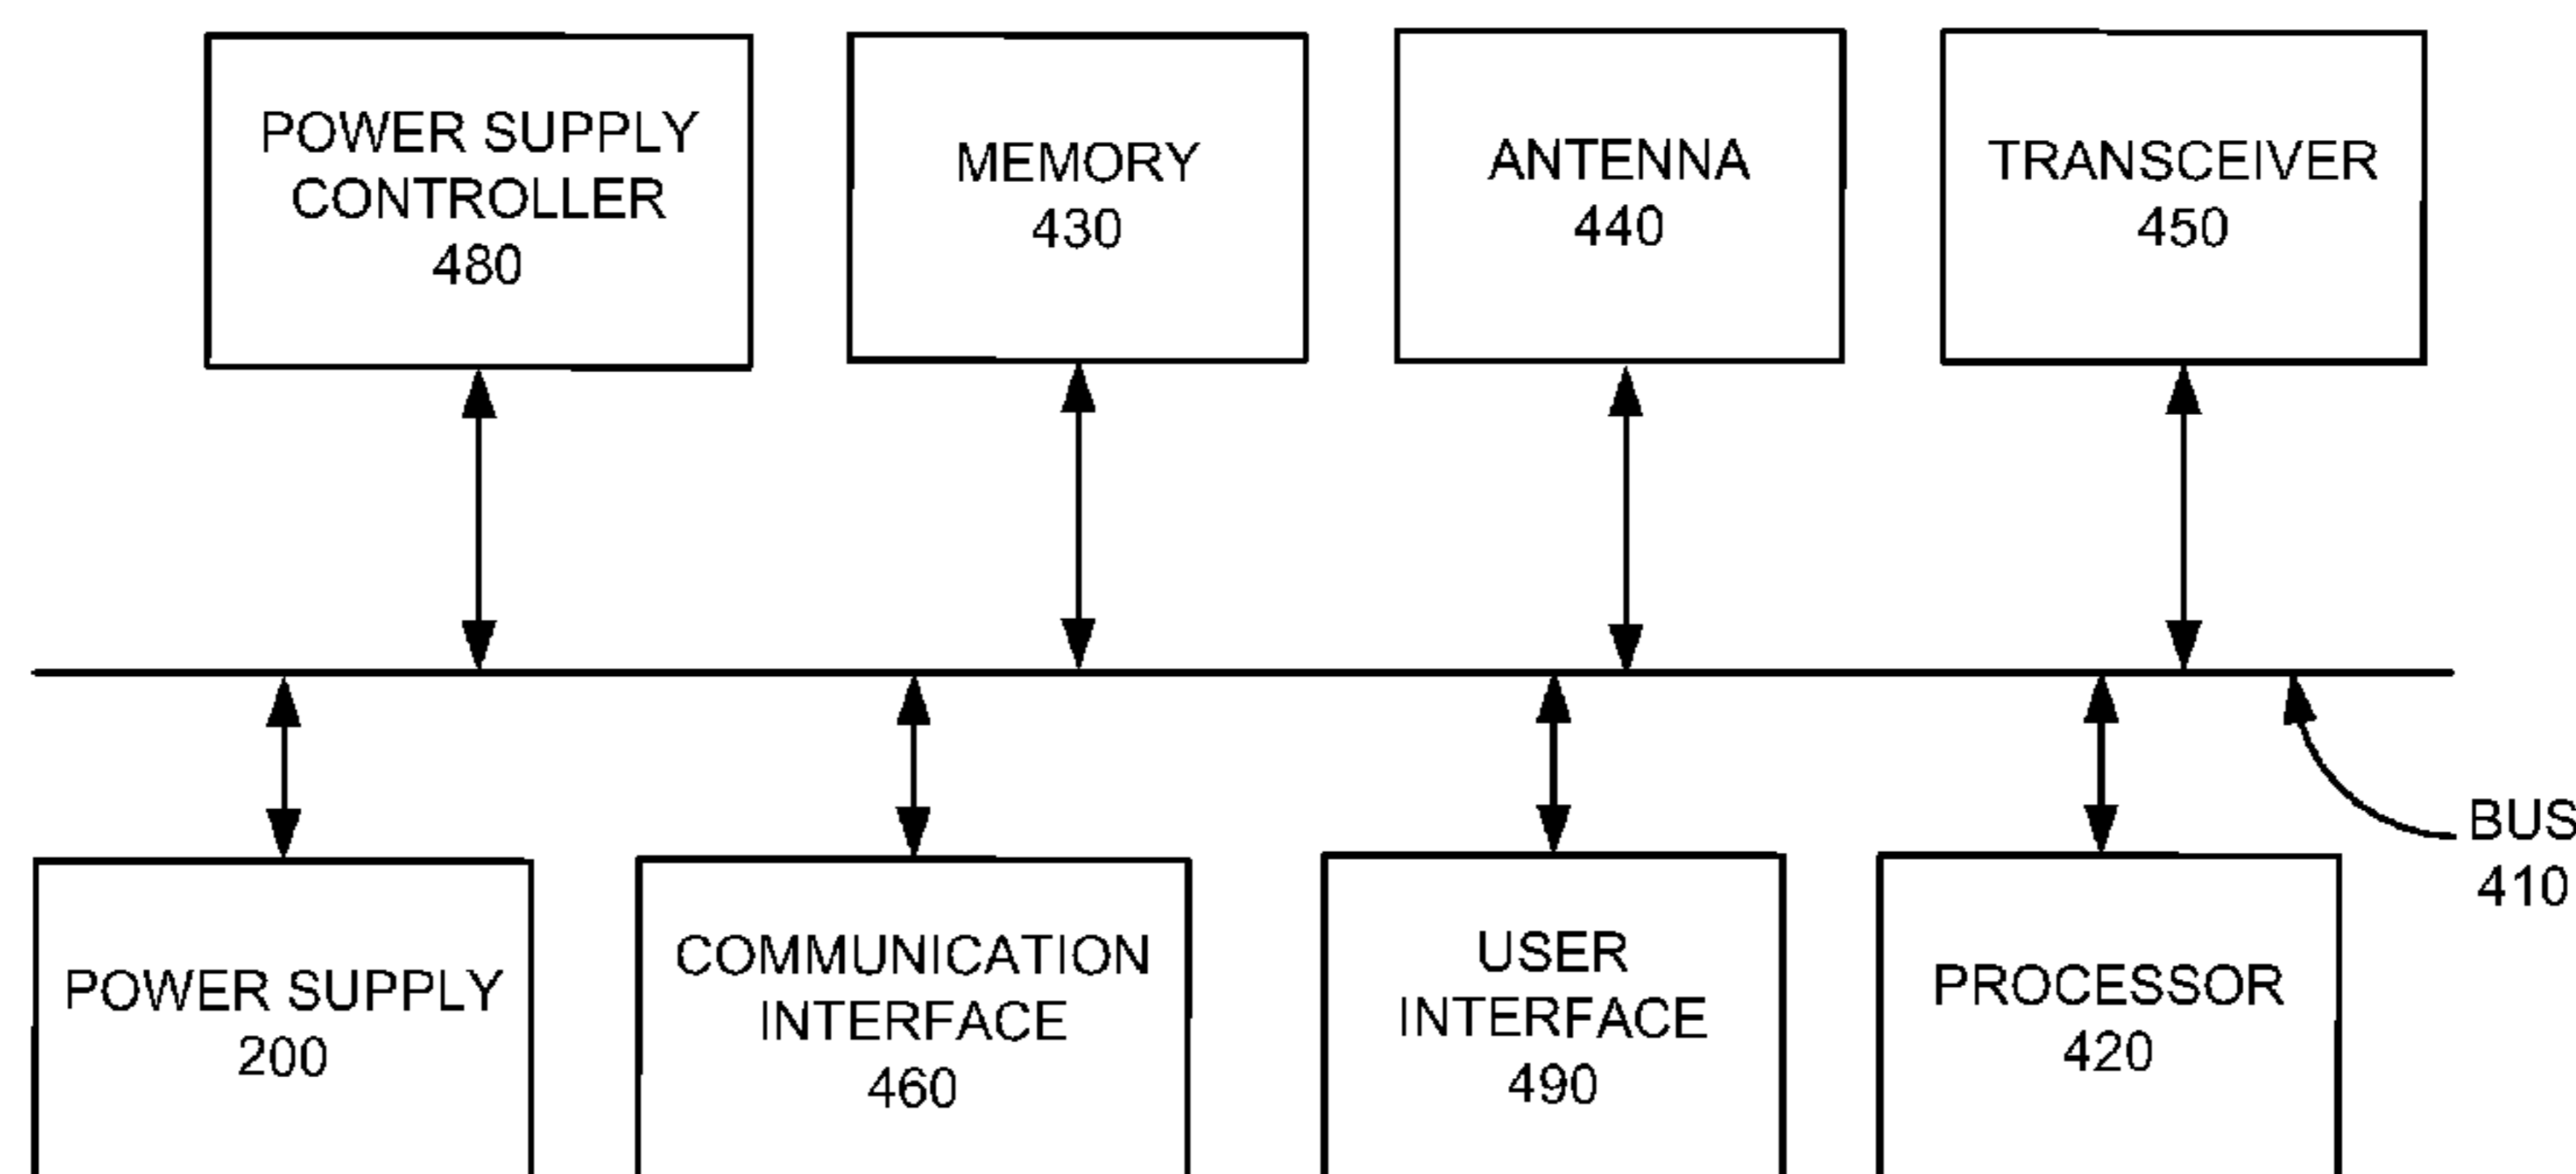 POWER SUPPLY
CONTROLLER
480
MEMORY
430
ANTENNA
440
TRANSCEIVER
450
BUS
410
POWER SUPPLY
200
COMMUNICATION
INTERFACE
460
USER
INTERFACE
490
PROCESSOR
420